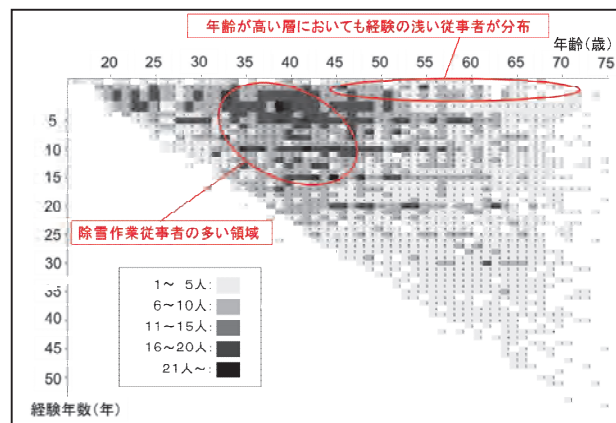 年齢が高い層においても経験の浅い従事者が分布
年齢(歳)
20 25 30 35 40 45 50 55 60 65 70 75
5
10
15
20
25
30
35
40
45
50
除雪作業従事者の多い領域
1～ 5人:
6～10人:
11～15人:
16～20人:
21人～ :
経験年数(年)